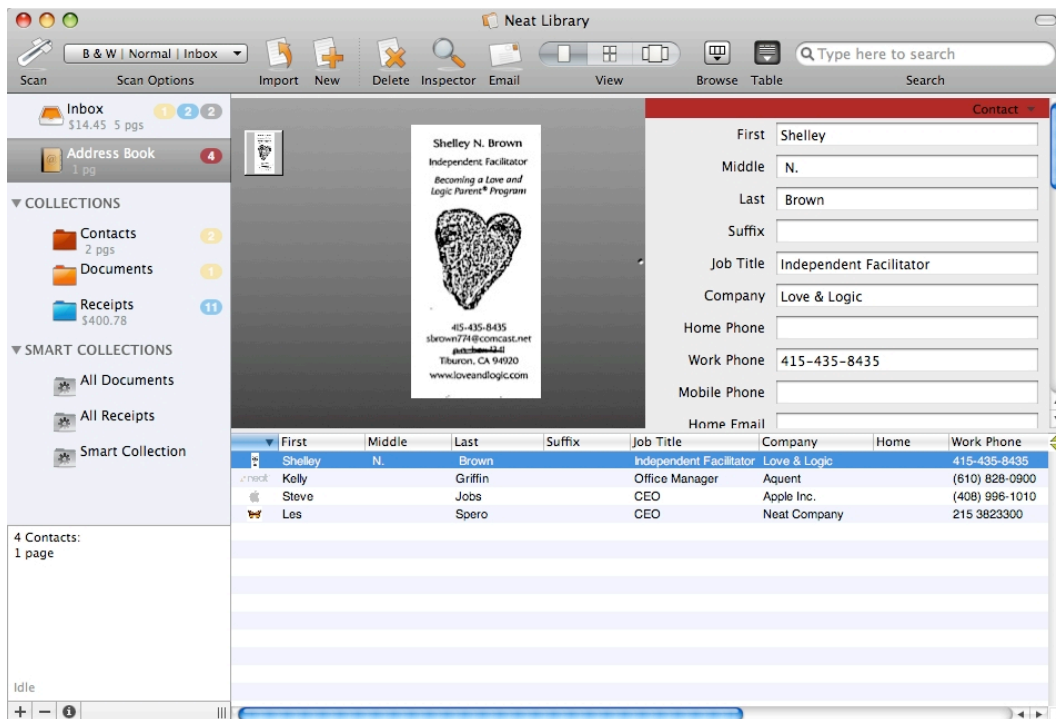 Neat Library
B & W | Normal | Inbox
Type here to search
Scan Scan Options Import New Delete Inspector Email View Browse Table Search
Inbox 1 2 2
$14.45 5 pgs
Address Book 4
1 pg
COLLECTIONS
Contacts 2
2 pgs
Documents 1
Receipts 11
$400.78
SMART COLLECTIONS
All Documents
All Receipts
Smart Collection
4 Contacts:
1 page
Idle
Shelley N. Brown
Independent Facilitator
Becoming a Love and
Logic Parent® Program
415-435-8435
sbrown774@comcast.net
Tiburon, CA 94920
www.loveandlogic.com
Contact
First Shelley
Middle N.
Last Brown
Suffix
Job Title Independent Facilitator
Company Love & Logic
Home Phone
Work Phone 415-435-8435
Mobile Phone
Home Email
First Middle Last Suffix Job Title Company Home Work Phone
Shelley N. Brown Independent Facilitator Love & Logic 415-435-8435
neat Kelly Griffin Office Manager Aquent (610) 828-0900
Steve Jobs CEO Apple Inc. (408) 996-1010
Les Spero CEO Neat Company 215 3823300